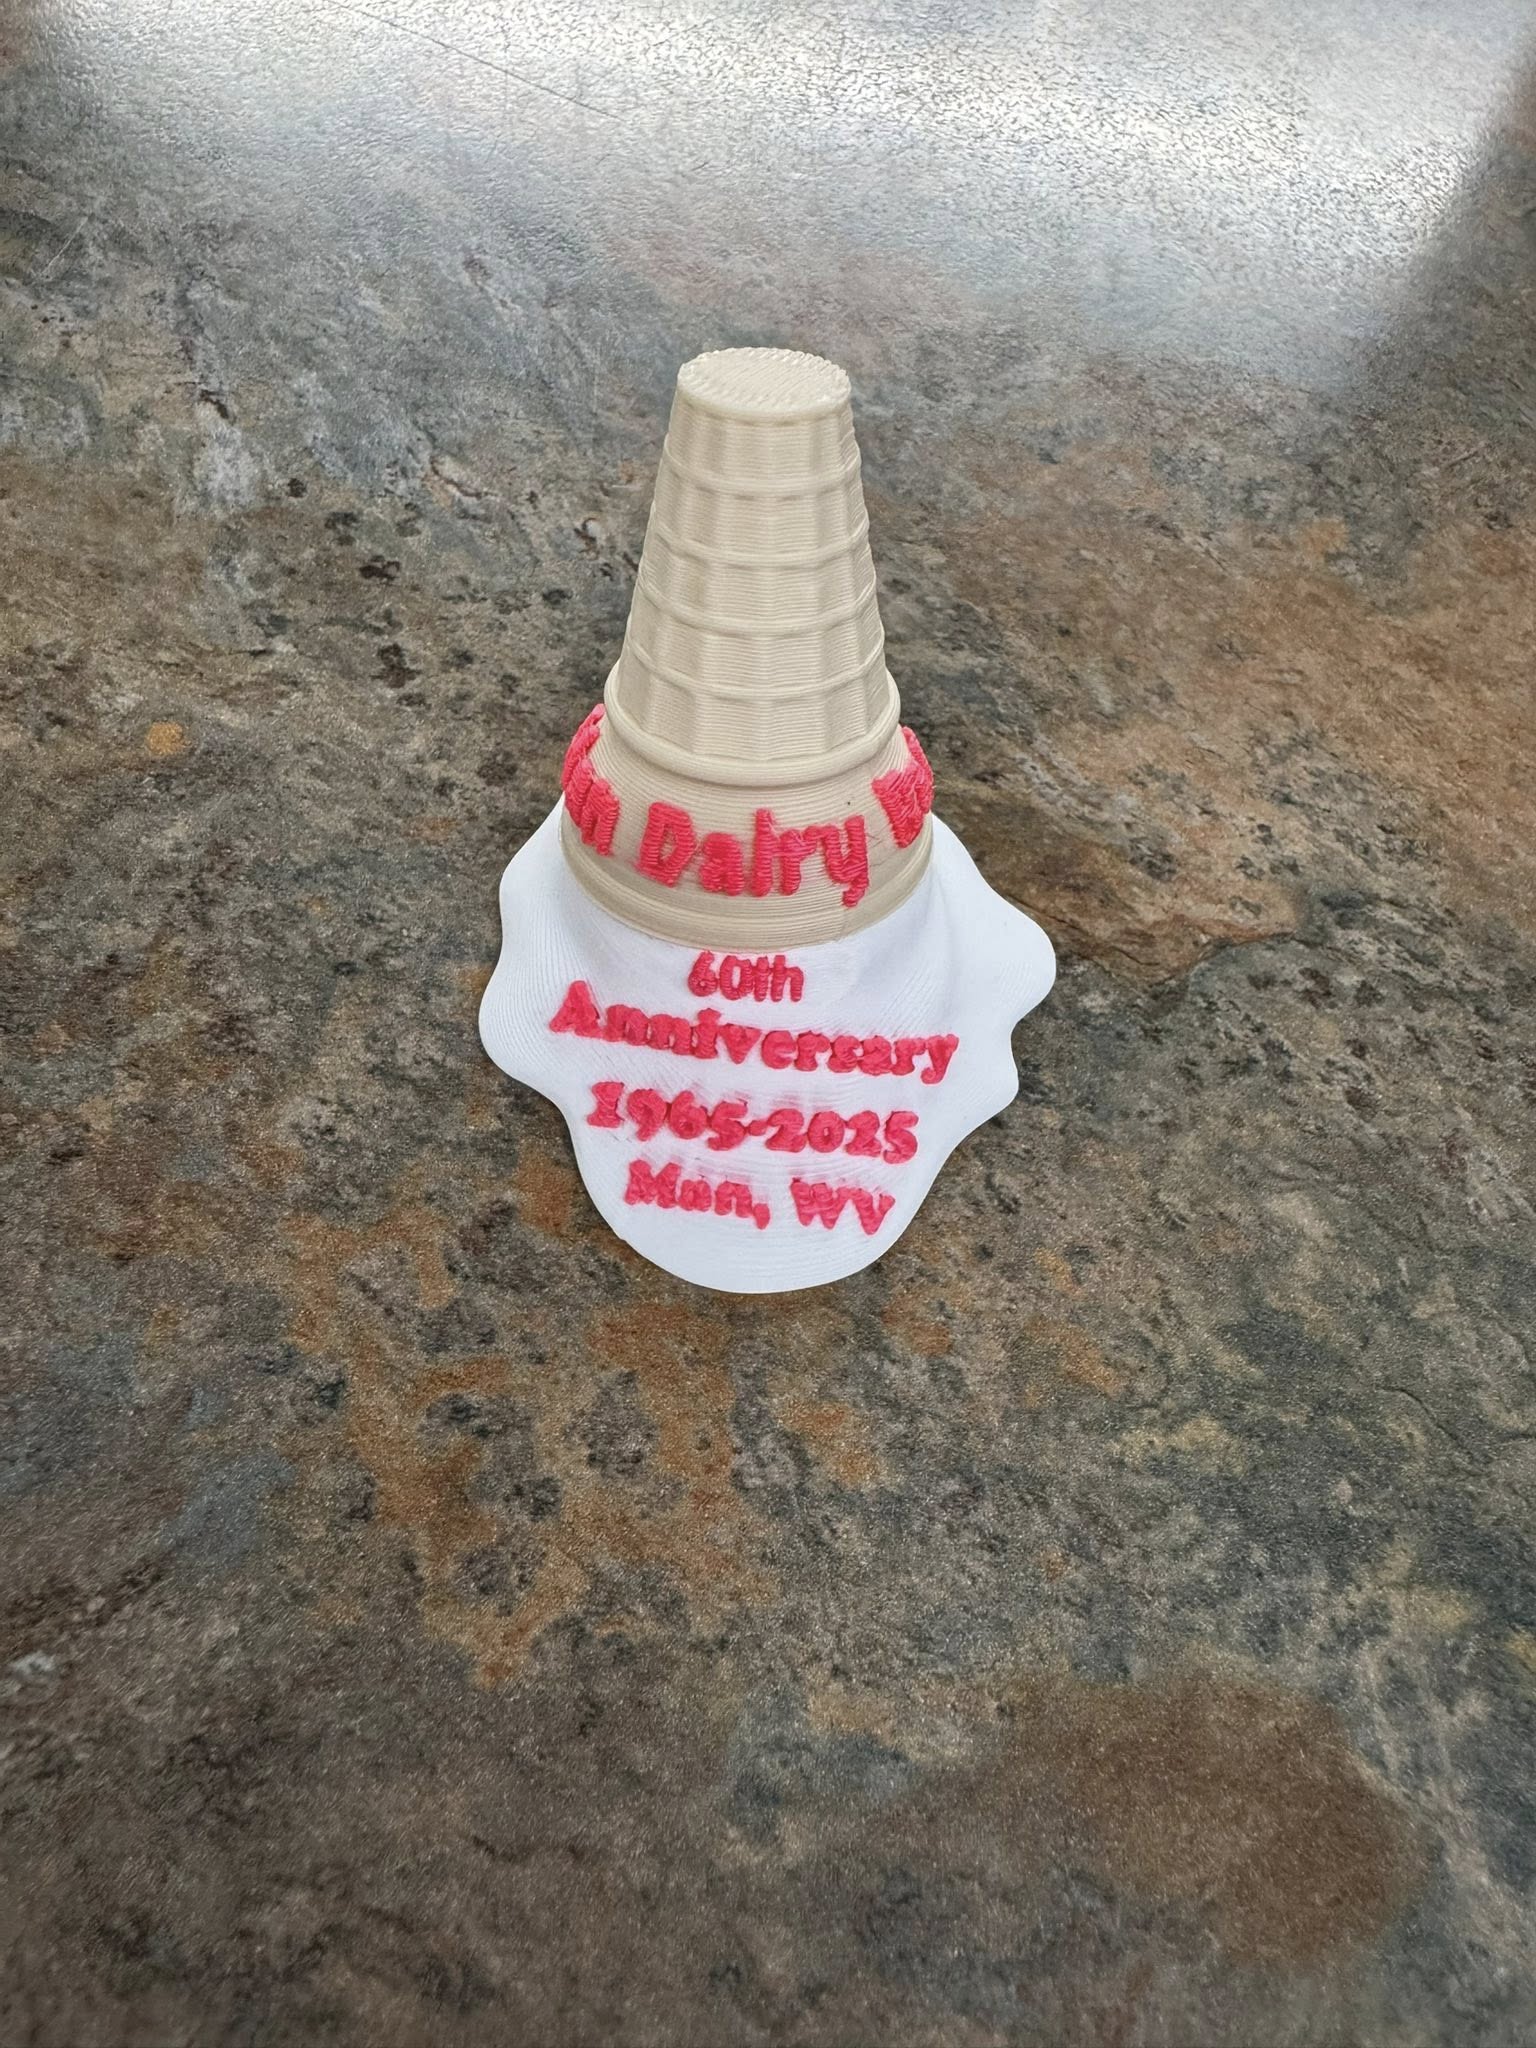 Dairy
60th
Anniversary
1965-2025
Man, WV